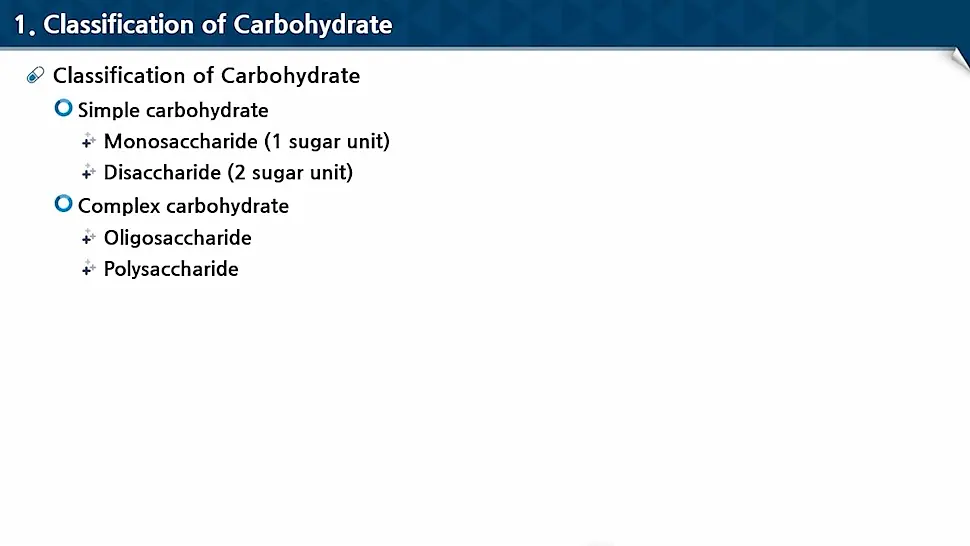 1. Classification of Carbohydrate
Classification of Carbohydrate
Simple carbohydrate
Monosaccharide (1 sugar unit)
Disaccharide (2 sugar unit)
Complex carbohydrate
Oligosaccharide
Polysaccharide